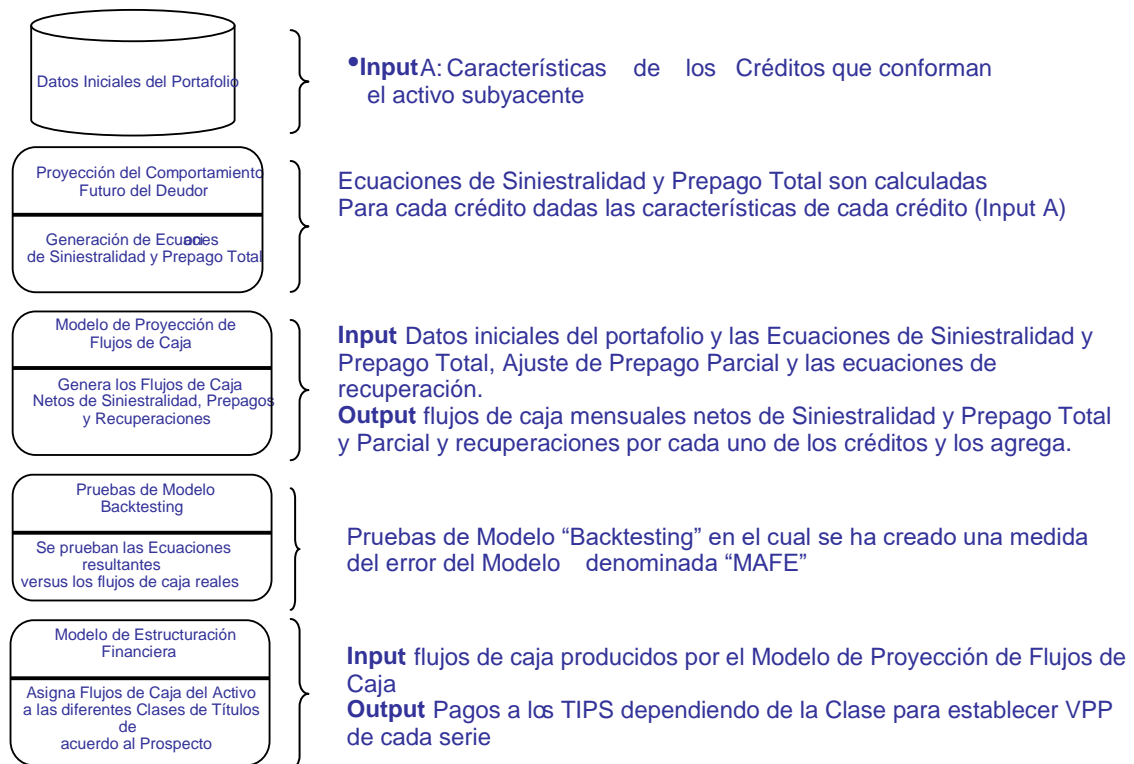 Datos Iniciales del Portafolio
•Input A: Características de los Créditos que conforman
el activo subyacente
Proyección del Comportamiento
Futuro del Deudor
Generación de Ecuaciones
de Siniestralidad y Prepago Total
Ecuaciones de Siniestralidad y Prepago Total son calculadas
Para cada crédito dadas las características de cada crédito (Input A)
Modelo de Proyección de
Flujos de Caja
Genera los Flujos de Caja
Netos de Siniestralidad, Prepagos
y Recuperaciones
Input Datos iniciales del portafolio y las Ecuaciones de Siniestralidad y
Prepago Total, Ajuste de Prepago Parcial y las ecuaciones de
recuperación.
Output flujos de caja mensuales netos de Siniestralidad y Prepago Total
y Parcial y recuperaciones por cada uno de los créditos y los agrega.
Pruebas de Modelo
Backtesting
Se prueban las Ecuaciones
resultantes
versus los flujos de caja reales
Pruebas de Modelo “Backtesting” en el cual se ha creado una medida
del error del Modelo denominada “MAFE”
Modelo de Estructuración
Financiera
Asigna Flujos de Caja del Activo
a las diferentes Clases de Títulos
de
acuerdo al Prospecto
Input flujos de caja producidos por el Modelo de Proyección de Flujos de
Caja
Output Pagos a los TIPS dependiendo de la Clase para establecer VPP
de cada serie